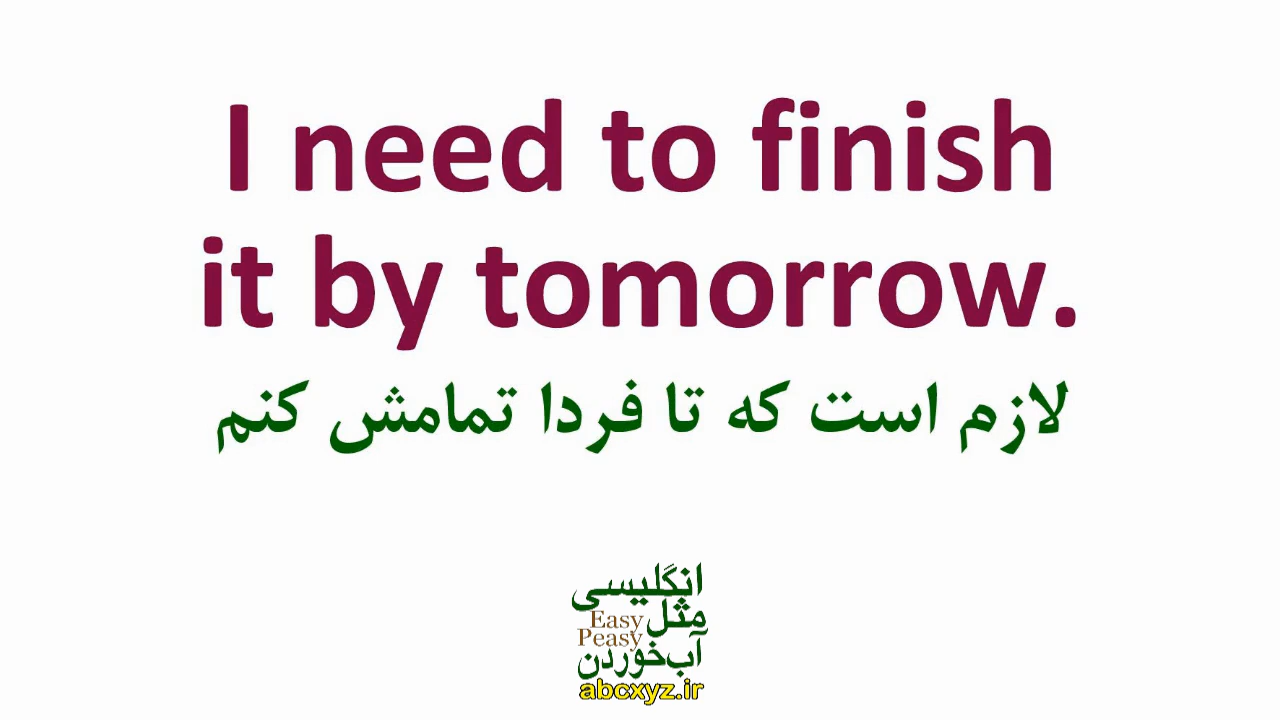 I need to finish
it by tomorrow.
لازم است که تا فردا تمامش کنم
انگلیسی
مثل
Easy
Peasy
آب‌خوردن
abcxyz.ir